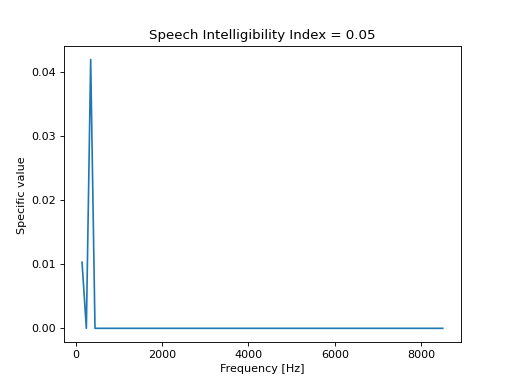 Speech Intelligibility Index = 0.05
0.04
0.03
0.02
0.01
0.00
Specific value
0 2000 4000 6000 8000
Frequency [Hz]